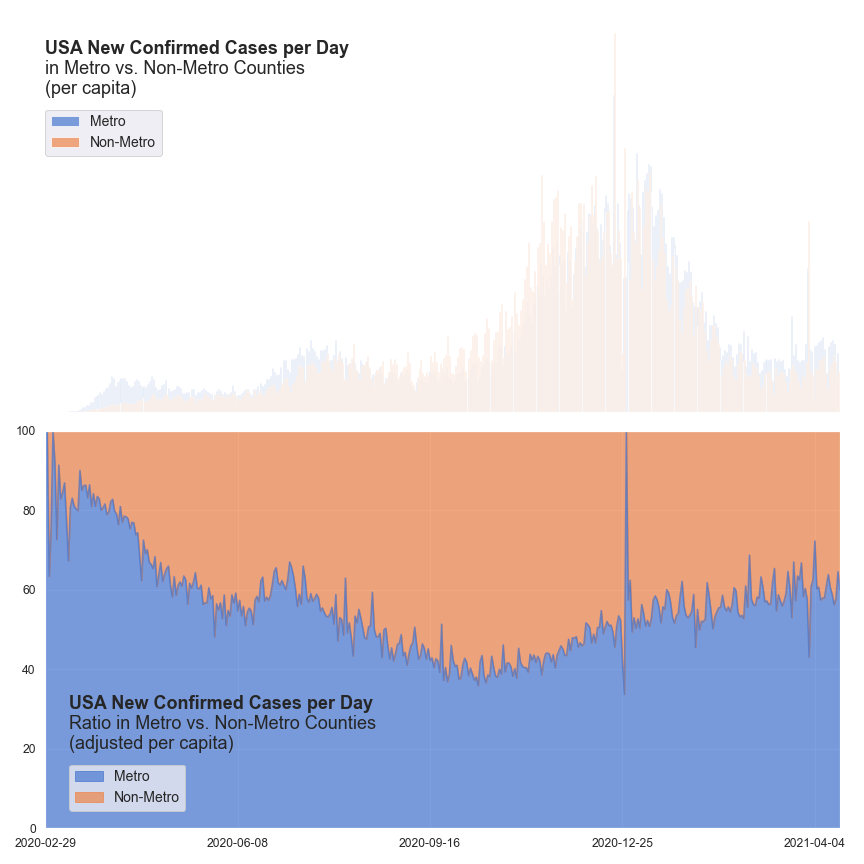 USA New Confirmed Cases per Day
in Metro vs. Non-Metro Counties
(per capita)
Metro
Non-Metro
100
80
60
40
20
0
USA New Confirmed Cases per Day
Ratio in Metro vs. Non-Metro Counties
(adjusted per capita)
Metro
Non-Metro
2020-02-29
2020-06-08
2020-09-16
2020-12-25
2021-04-04